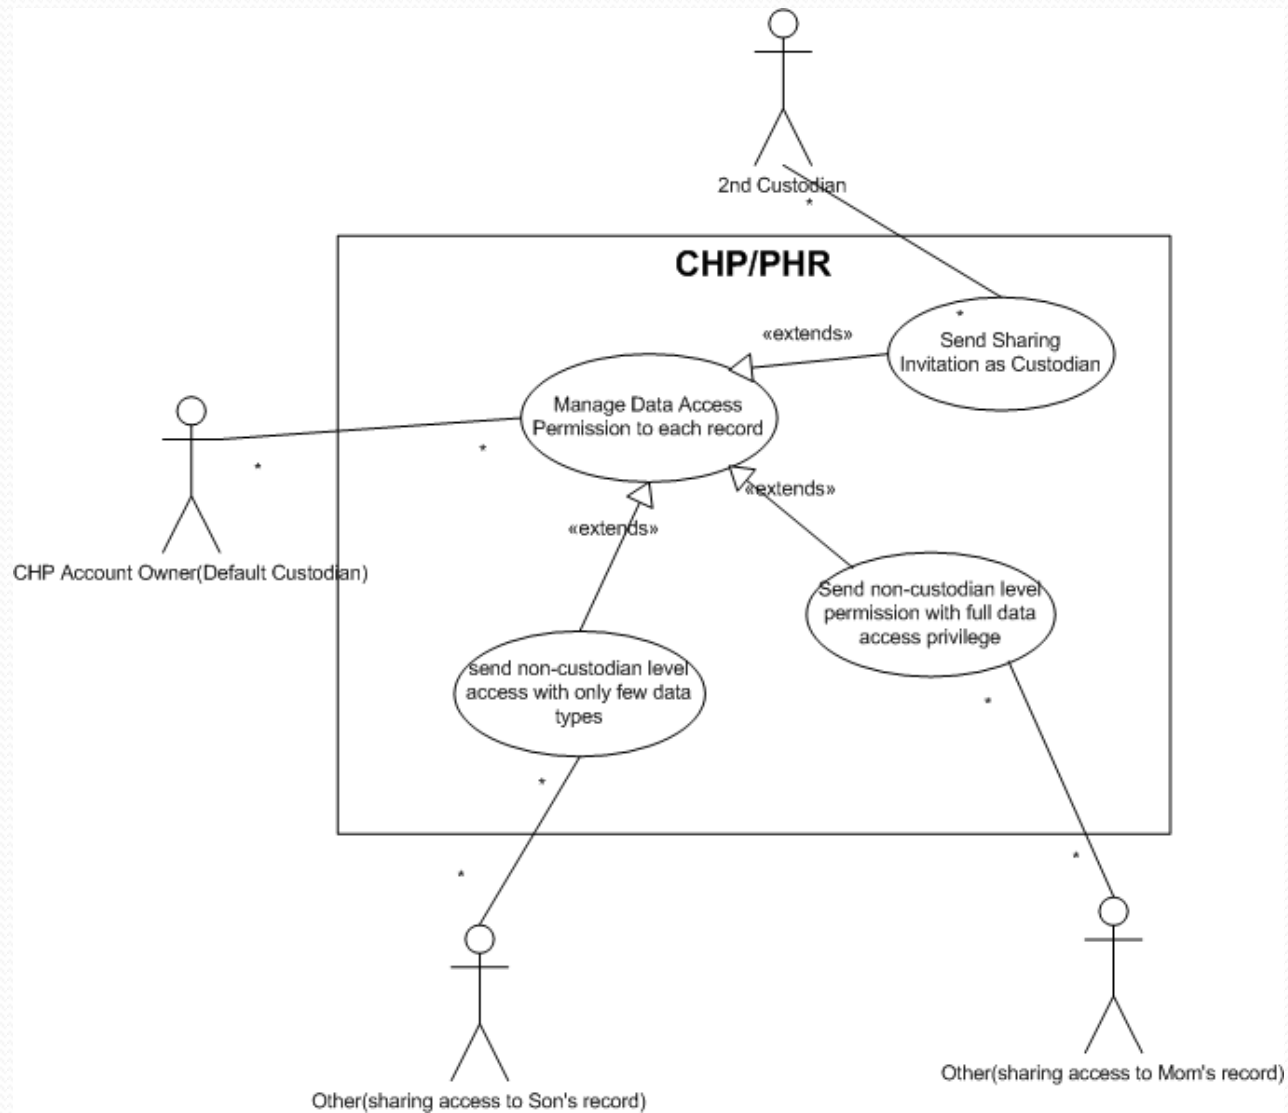 2nd Custodian
*
CHP/PHR
*
«extends»
Send Sharing
Invitation as Custodian
Manage Data Access
Permission to each record
*
*
«extends»
«extends»
CHP Account Owner(Default Custodian)
Send non-custodian level
permission with full data
access privilege
send non-custodian level
access with only few data
types
*
*
*
*
Other(sharing access to Mom's record)
Other(sharing access to Son's record)